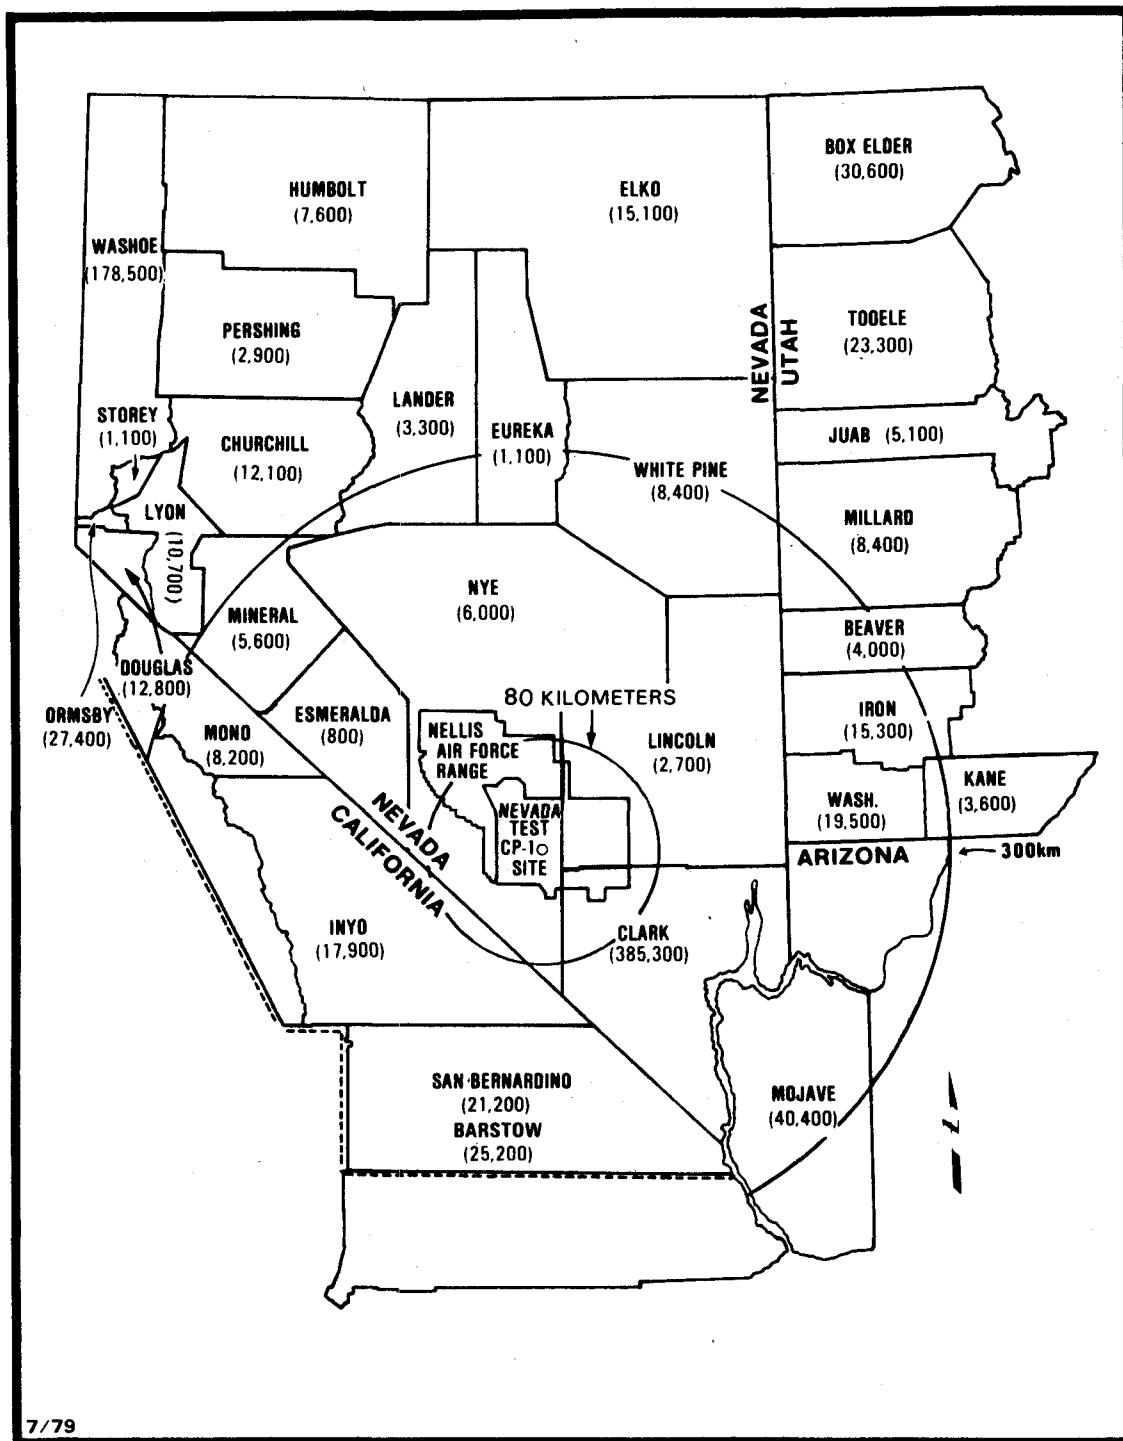 HUMBOLT
(7,600)
ELKO
(15,100)
BOX ELDER
(30,600)
WASHOE
(178,500)
PERSHING
(2,900)
NEVADA
UTAH
TOOELE
(23,300)
STOREY
(1,100)
CHURCHILL
(12,100)
LANDER
(3,300)
EUREKA
(1,100)
WHITE PINE
(8,400)
JUAB (5,100)
LYON
(10,700)
MILLARD
(8,400)
NYE
(6,000)
MINERAL
(5,600)
BEAVER
(4,000)
DOUGLAS
(12,800)
ORMSBY
(27,400)
MONO
(8,200)
ESMERALDA
(800)
80 KILOMETERS
NELLIS
AIR FORCE
RANGE
LINCOLN
(2,700)
IRON
(15,300)
WASH.
(19,500)
KANE
(3,600)
NEVADA
TEST
CP-1
SITE
NEVADA
CALIFORNIA
ARIZONA
300km
INYO
(17,900)
CLARK
(385,300)
SAN BERNARDINO
(21,200)
BARSTOW
(25,200)
MOJAVE
(40,400)
7/79